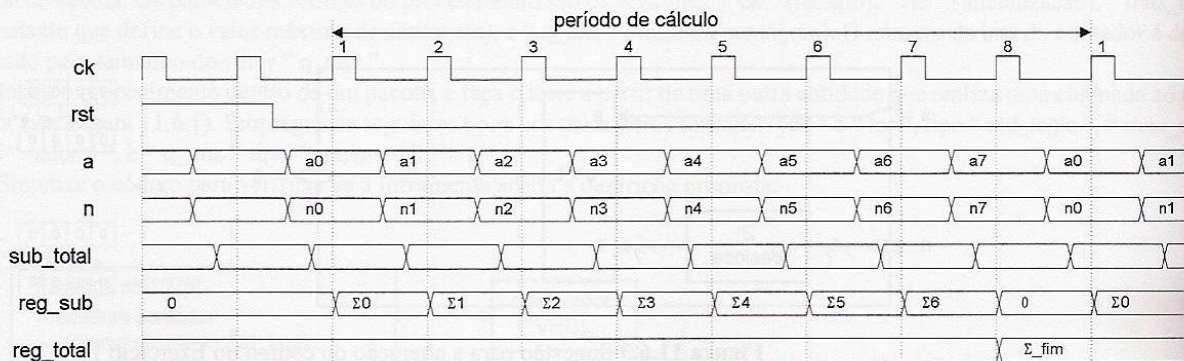 período de cálculo
1 2 3 4 5 6 7 8 1
ck
rst
a a0 a1 a2 a3 a4 a5 a6 a7 a0 a1
n n0 n1 n2 n3 n4 n5 n6 n7 n0 n1
sub_total
reg_sub 0 Σ0 Σ1 Σ2 Σ3 Σ4 Σ5 Σ6 0 Σ0
reg_total Σ_fim